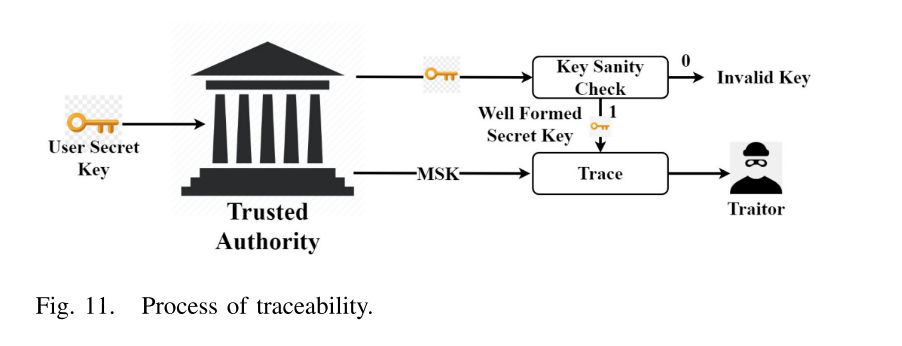 User Secret
Key
Trusted
Authority
Key Sanity
Check
0
Invalid Key
Well Formed
Secret Key
1
MSK
Trace
Traitor
Fig. 11. Process of traceability.